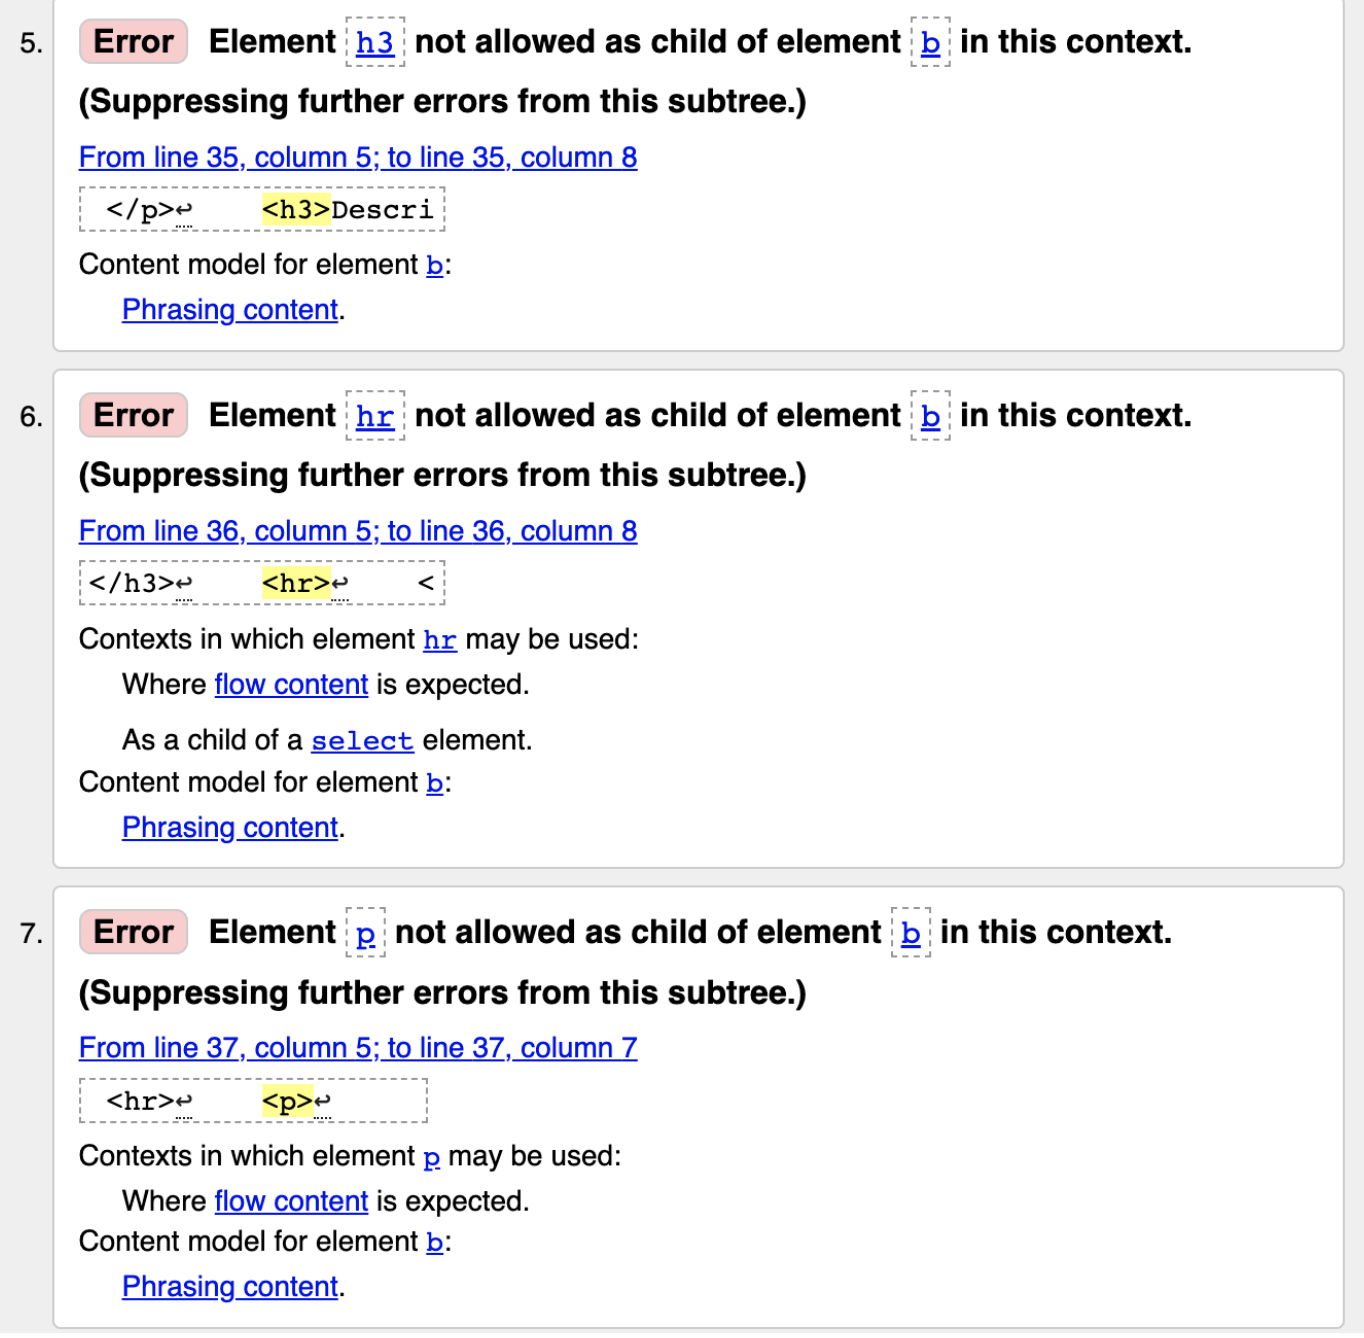 5. Error Element h3 not allowed as child of element b in this context.
(Suppressing further errors from this subtree.)
From line 35, column 5; to line 35, column 8
</p>↩ <h3>Descri
Content model for element b:
Phrasing content.
6. Error Element hr not allowed as child of element b in this context.
(Suppressing further errors from this subtree.)
From line 36, column 5; to line 36, column 8
</h3>↩ <hr>↩ <
Contexts in which element hr may be used:
Where flow content is expected.
As a child of a select element.
Content model for element b:
Phrasing content.
7. Error Element p not allowed as child of element b in this context.
(Suppressing further errors from this subtree.)
From line 37, column 5; to line 37, column 7
<hr>↩ <p>↩
Contexts in which element p may be used:
Where flow content is expected.
Content model for element b:
Phrasing content.